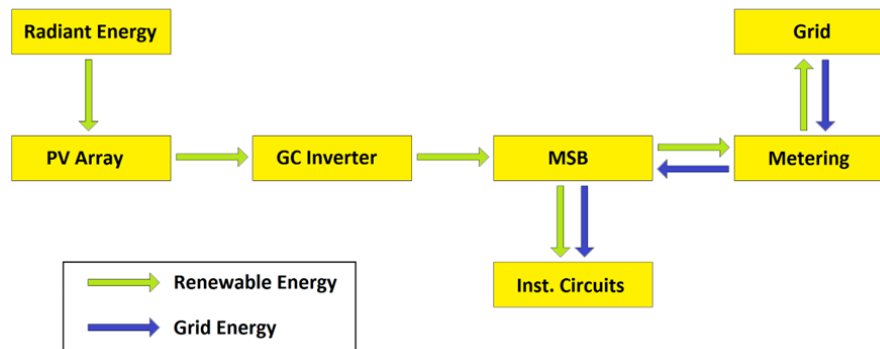 Radiant Energy
Grid
PV Array
GC Inverter
MSB
Metering
Inst. Circuits
Renewable Energy
Grid Energy